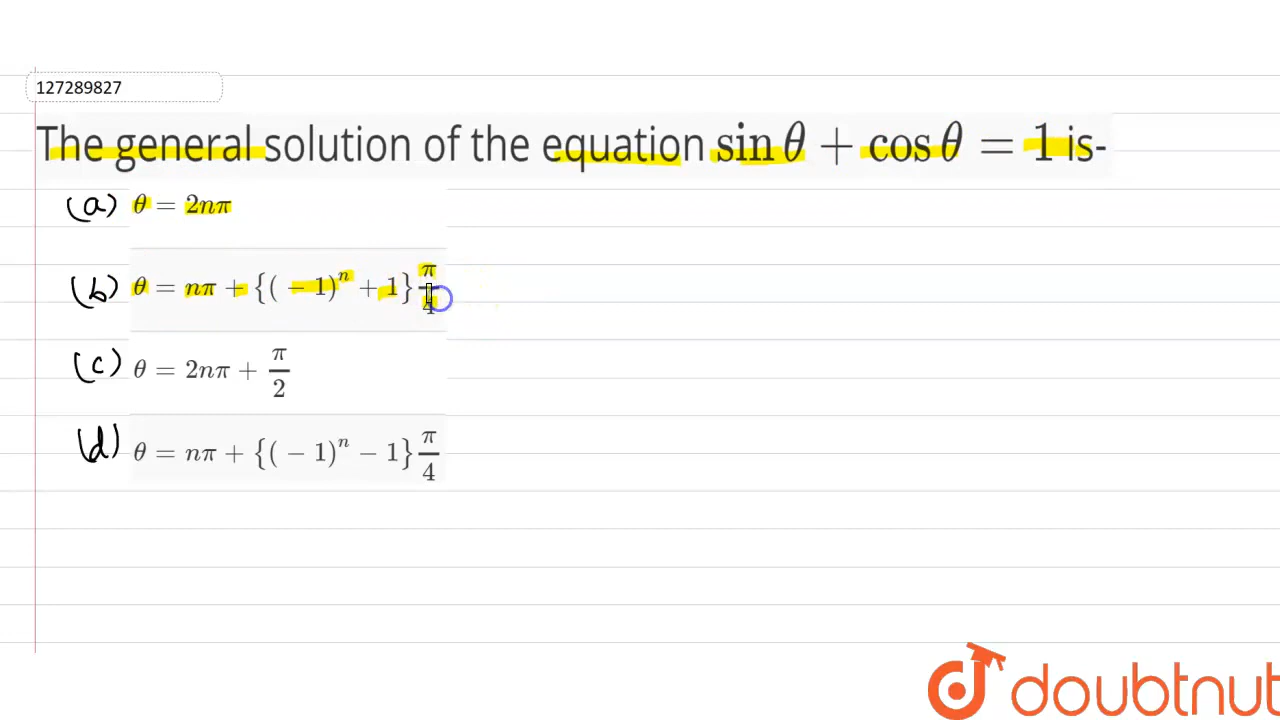 127289827
The general solution of the equation sin θ + cos θ = 1 is-
(a) θ = 2nπ
(b) θ = nπ + {( − 1)ⁿ + 1} π/4
(c) θ = 2nπ + π/2
(d) θ = nπ + {( − 1)ⁿ − 1} π/4
doubtnut